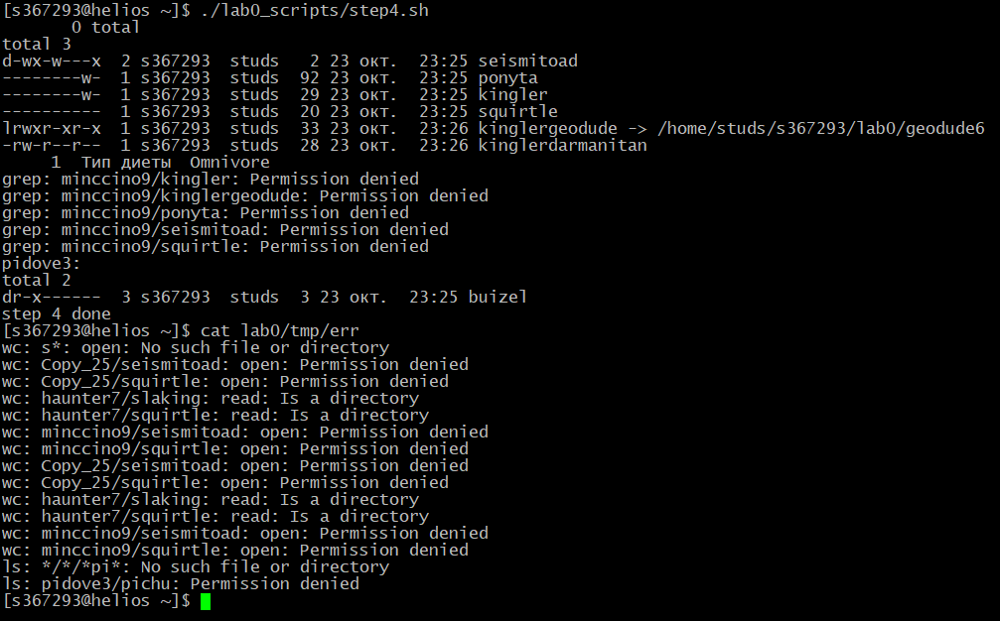 [s367293@helios ~]$ ./lab0_scripts/step4.sh
       0 total
total 3
d-wx-w---x  2 s367293  studs   2 23 окт.  23:25 seismitoad
--------w-  1 s367293  studs  92 23 окт.  23:25 ponyta
--------w-  1 s367293  studs  29 23 окт.  23:25 kingler
----------  1 s367293  studs  20 23 окт.  23:25 squirtle
lrwxr-xr-x  1 s367293  studs  33 23 окт.  23:26 kinglergeodude -> /home/studs/s367293/lab0/geodude6
-rw-r--r--  1 s367293  studs  28 23 окт.  23:26 kinglerdarmanitan
     1  Тип диеты  Omnivore
grep: minccino9/kingler: Permission denied
grep: minccino9/kinglergeodude: Permission denied
grep: minccino9/ponyta: Permission denied
grep: minccino9/seismitoad: Permission denied
grep: minccino9/squirtle: Permission denied
pidove3:
total 2
dr-x------  3 s367293  studs  3 23 окт.  23:25 buizel
step 4 done
[s367293@helios ~]$ cat lab0/tmp/err
wc: s*: open: No such file or directory
wc: Copy_25/seismitoad: open: Permission denied
wc: Copy_25/squirtle: open: Permission denied
wc: haunter7/slaking: read: Is a directory
wc: haunter7/squirtle: read: Is a directory
wc: minccino9/seismitoad: open: Permission denied
wc: minccino9/squirtle: open: Permission denied
wc: Copy_25/seismitoad: open: Permission denied
wc: Copy_25/squirtle: open: Permission denied
wc: haunter7/slaking: read: Is a directory
wc: haunter7/squirtle: read: Is a directory
wc: minccino9/seismitoad: open: Permission denied
wc: minccino9/squirtle: open: Permission denied
ls: */*/*pi*: No such file or directory
ls: pidove3/pichu: Permission denied
[s367293@helios ~]$